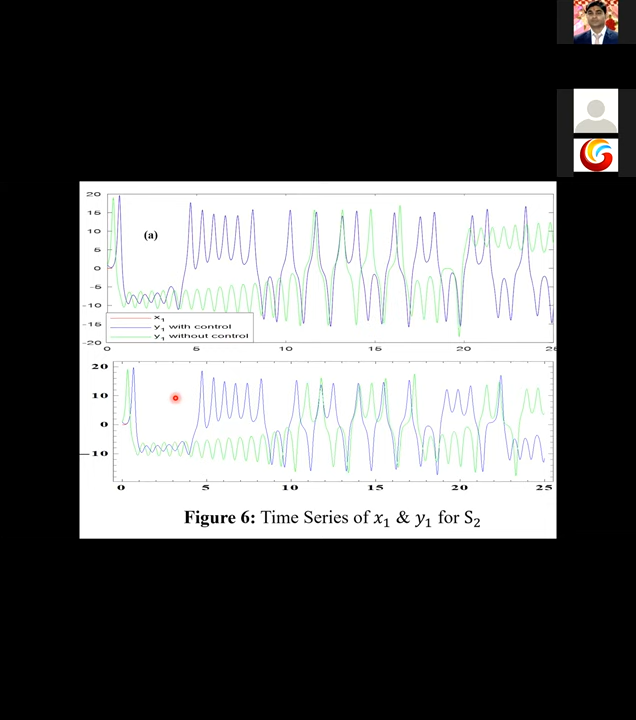 20
15
10
5
0
-5
-10
-15
-20
(a)
x₁
y₁ with control
y₁ without control
0 5 10 15 20 25
20
10
0
−10
0 5 10 15 20 25
Figure 6: Time Series of x₁ & y₁ for S₂